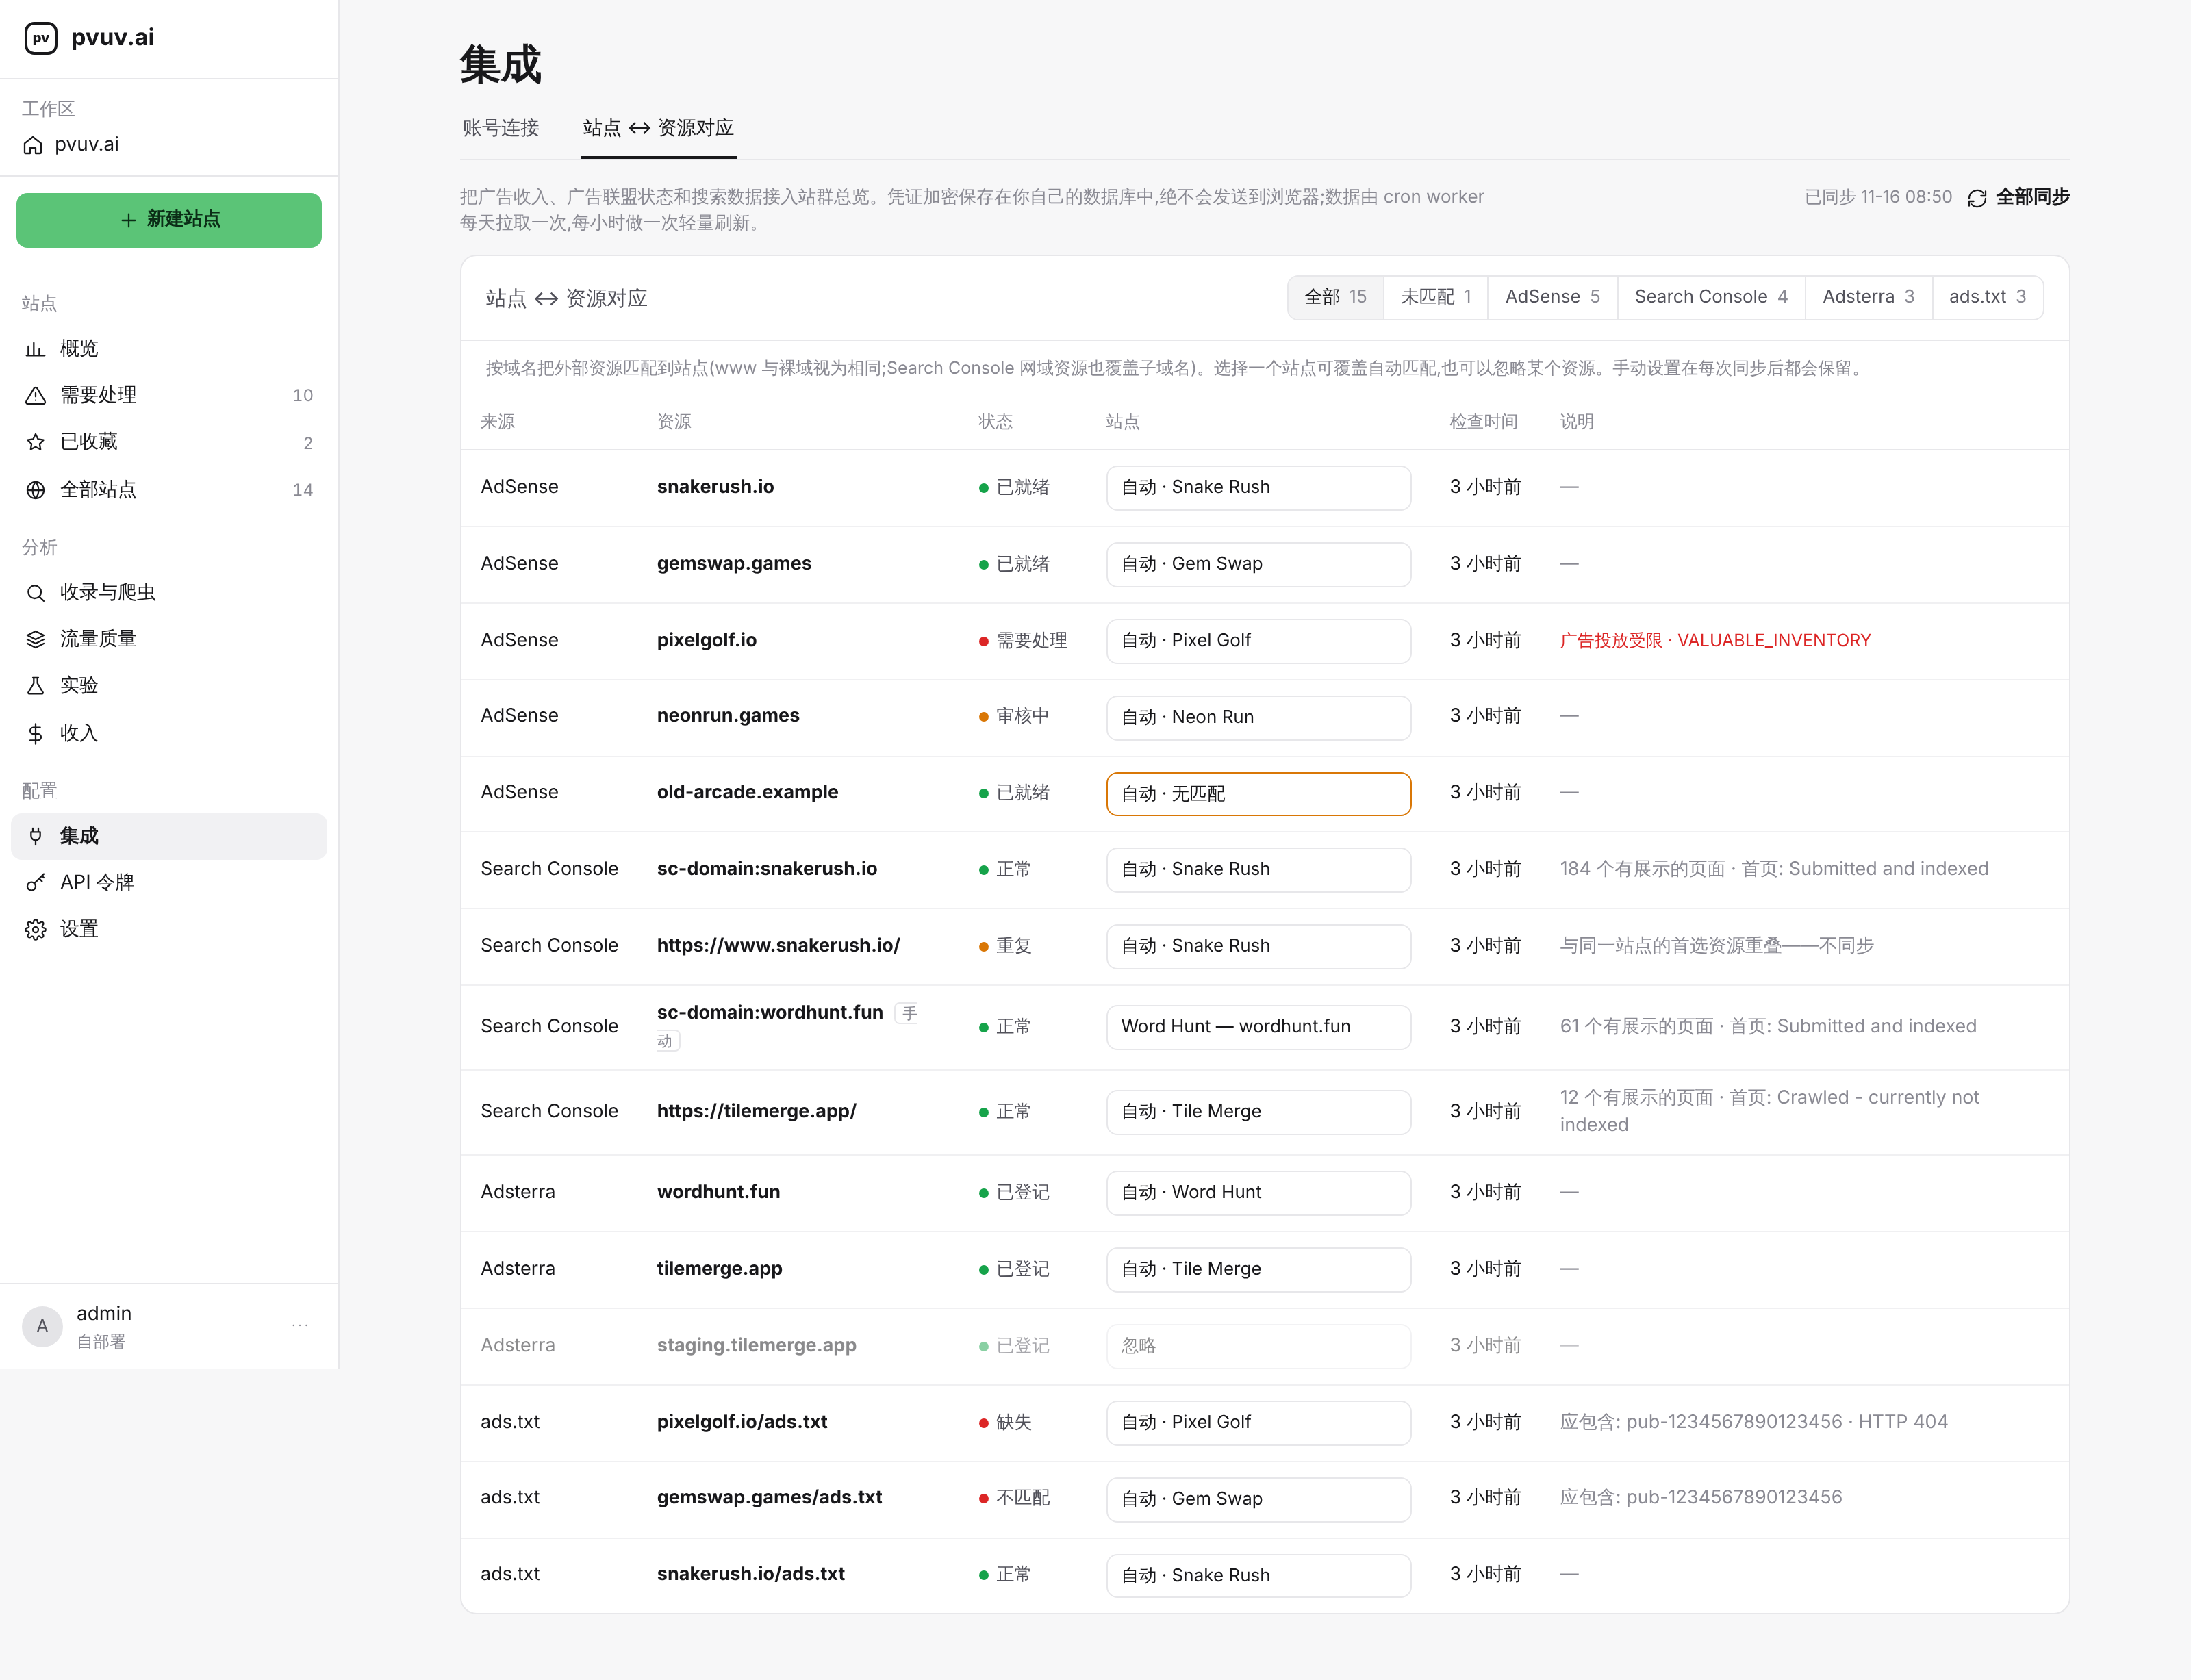 pv pvuv.ai
工作区
pvuv.ai
+ 新建站点
站点
概览
需要处理 10
已收藏 2
全部站点 14
分析
收录与爬虫
流量质量
实验
收入
配置
集成
API 令牌
设置
A admin
自部署
...
集成
账号连接 站点 ↔ 资源对应
把广告收入、广告联盟状态和搜索数据接入站群总览。凭证加密保存在你自己的数据库中,绝不会发送到浏览器;数据由 cron worker
每天拉取一次,每小时做一次轻量刷新。
已同步 11-16 08:50 全部同步
站点 ↔ 资源对应
全部 15 未匹配 1 AdSense 5 Search Console 4 Adsterra 3 ads.txt 3
按域名把外部资源匹配到站点(www 与裸域视为相同;Search Console 网域资源也覆盖子域名)。选择一个站点可覆盖自动匹配,也可以忽略某个资源。手动设置在每次同步后都会保留。
来源 资源 状态 站点 检查时间 说明
AdSense snakerush.io 已就绪 自动 · Snake Rush 3 小时前 —
AdSense gemswap.games 已就绪 自动 · Gem Swap 3 小时前 —
AdSense pixelgolf.io 需要处理 自动 · Pixel Golf 3 小时前 广告投放受限 · VALUABLE_INVENTORY
AdSense neonrun.games 审核中 自动 · Neon Run 3 小时前 —
AdSense old-arcade.example 已就绪 自动 · 无匹配 3 小时前 —
Search Console sc-domain:snakerush.io 正常 自动 · Snake Rush 3 小时前 184 个有展示的页面 · 首页: Submitted and indexed
Search Console https://www.snakerush.io/ 重复 自动 · Snake Rush 3 小时前 与同一站点的首选资源重叠——不同步
Search Console sc-domain:wordhunt.fun 手动 正常 Word Hunt — wordhunt.fun 3 小时前 61 个有展示的页面 · 首页: Submitted and indexed
Search Console https://tilemerge.app/ 正常 自动 · Tile Merge 3 小时前 12 个有展示的页面 · 首页: Crawled - currently not
indexed
Adsterra wordhunt.fun 已登记 自动 · Word Hunt 3 小时前 —
Adsterra tilemerge.app 已登记 自动 · Tile Merge 3 小时前 —
Adsterra staging.tilemerge.app 已登记 忽略 3 小时前 —
ads.txt pixelgolf.io/ads.txt 缺失 自动 · Pixel Golf 3 小时前 应包含: pub-1234567890123456 · HTTP 404
ads.txt gemswap.games/ads.txt 不匹配 自动 · Gem Swap 3 小时前 应包含: pub-1234567890123456
ads.txt snakerush.io/ads.txt 正常 自动 · Snake Rush 3 小时前 —